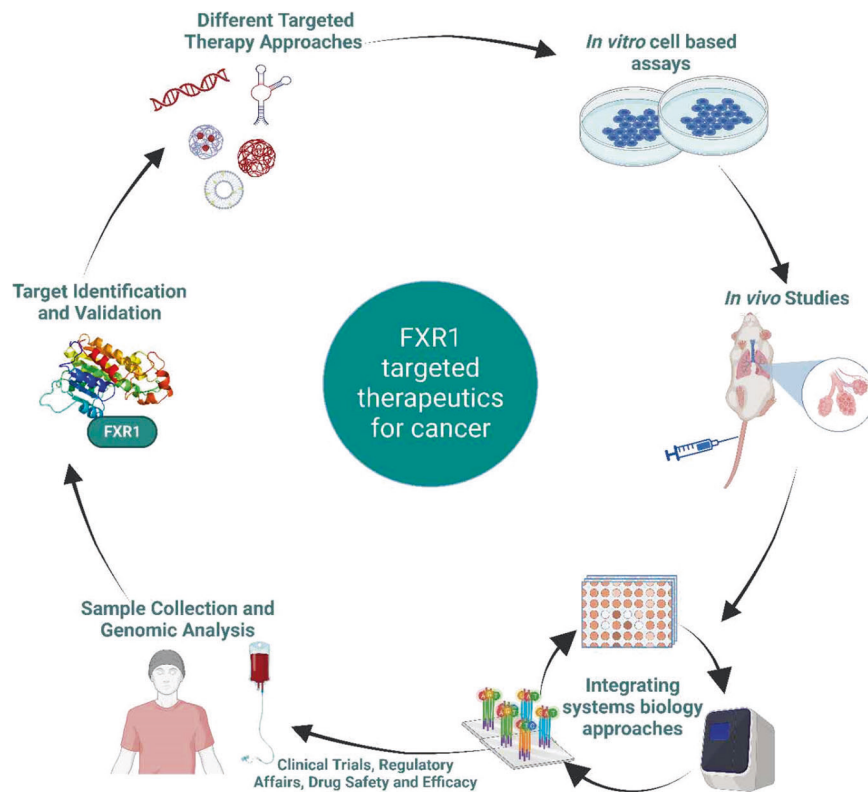 Different Targeted
Therapy Approaches
In vitro cell based
assays
Target Identification
and Validation
FXR1
In vivo Studies
FXR1
targeted
therapeutics
for cancer
Sample Collection and
Genomic Analysis
Integrating
systems biology
approaches
Clinical Trials, Regulatory
Affairs, Drug Safety and Efficacy